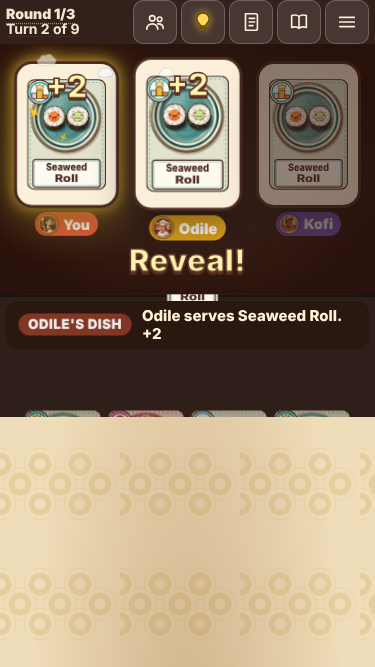 Round 1/3
Turn 2 of 9
+2
+2
Seaweed
Roll
Seaweed
Roll
Seaweed
Roll
You
Odile
Kofi
Reveal!
Roll
ODILE'S DISH
Odile serves Seaweed Roll.
+2